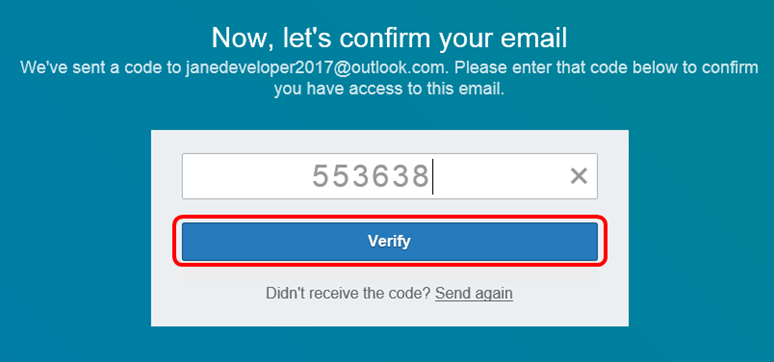 Now, let's confirm your email
We've sent a code to janedeveloper2017@outlook.com. Please enter that code below to confirm
you have access to this email.
553638
Verify
Didn't receive the code? Send again